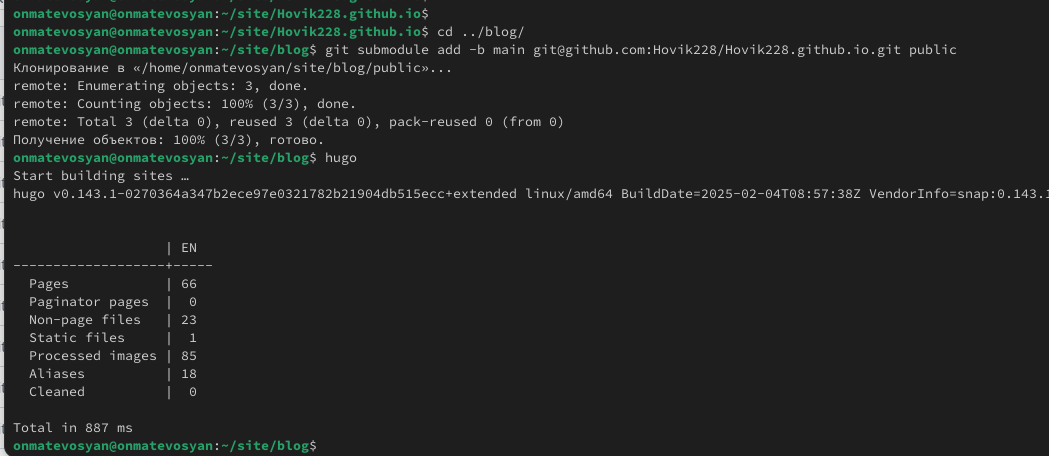 onmatevosyan@onmatevosyan:~/site/Hovik228.github.io$
onmatevosyan@onmatevosyan:~/site/Hovik228.github.io$ cd ../blog/
onmatevosyan@onmatevosyan:~/site/blog$ git submodule add -b main git@github.com:Hovik228/Hovik228.github.io.git public
Клонирование в «/home/onmatevosyan/site/blog/public»...
remote: Enumerating objects: 3, done.
remote: Counting objects: 100% (3/3), done.
remote: Total 3 (delta 0), reused 3 (delta 0), pack-reused 0 (from 0)
Получение объектов: 100% (3/3), готово.
onmatevosyan@onmatevosyan:~/site/blog$ hugo
Start building sites …
hugo v0.143.1-0270364a347b2ece97e0321782b21904db515ecc+extended linux/amd64 BuildDate=2025-02-04T08:57:38Z VendorInfo=snap:0.143.1
                   | EN
-------------------+-----
  Pages            | 66
  Paginator pages  |  0
  Non-page files   | 23
  Static files     |  1
  Processed images | 85
  Aliases          | 18
  Cleaned          |  0
Total in 887 ms
onmatevosyan@onmatevosyan:~/site/blog$